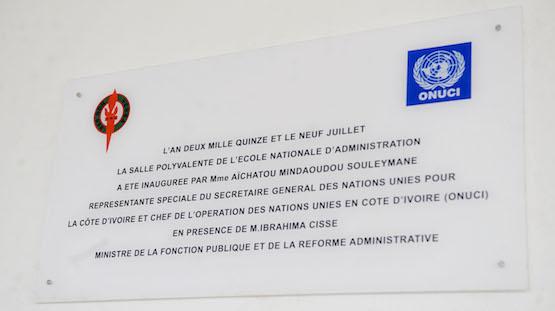 ONUCI
L'AN DEUX MILLE QUINZE ET LE NEUF JUILLET
LA SALLE POLYVALENTE DE L'ECOLE NATIONALE D'ADMINISTRATION
A ETE INAUGUREE PAR Mme AÏCHATOU MINDAOUDOU SOULEYMANE
REPRESENTANTE SPECIALE DU SECRETAIRE GENERAL DES NATIONS UNIES POUR
LA CÔTE D'IVOIRE ET CHEF DE L'OPERATION DES NATIONS UNIES EN COTE D'IVOIRE (ONUCI)
EN PRESENCE DE M.IBRAHIMA CISSE
MINISTRE DE LA FONCTION PUBLIQUE ET DE LA REFORME ADMINISTRATIVE